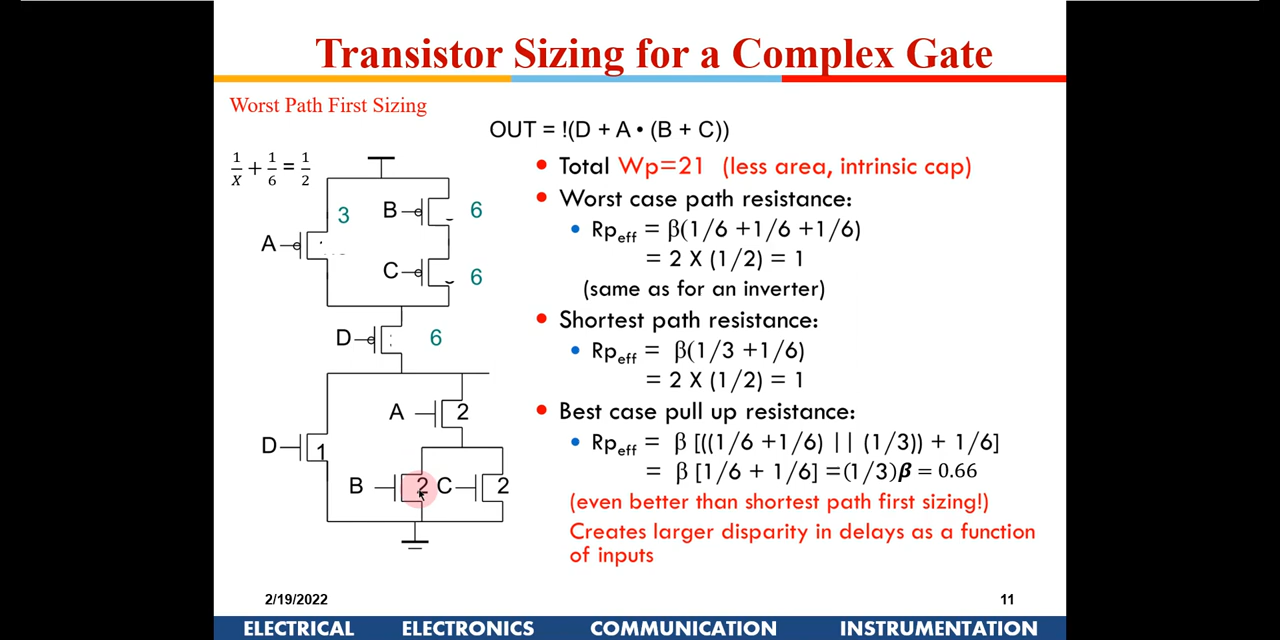 Transistor Sizing for a Complex Gate
Worst Path First Sizing
OUT = !(D + A • (B + C))
1/X + 1/6 = 1/2
3
B
6
A
C
6
D
6
A
2
D
1
B
2
C
2
• Total Wp=21 (less area, intrinsic cap)
• Worst case path resistance:
• Rp_eff = β(1/6 +1/6 +1/6)
= 2 X (1/2) = 1
(same as for an inverter)
• Shortest path resistance:
• Rp_eff = β(1/3 +1/6)
= 2 X (1/2) = 1
• Best case pull up resistance:
• Rp_eff = β [((1/6 +1/6) || (1/3)) + 1/6]
= β [1/6 + 1/6] =(1/3)β = 0.66
(even better than shortest path first sizing!)
Creates larger disparity in delays as a function
of inputs
2/19/2022
11
ELECTRICAL ELECTRONICS COMMUNICATION INSTRUMENTATION